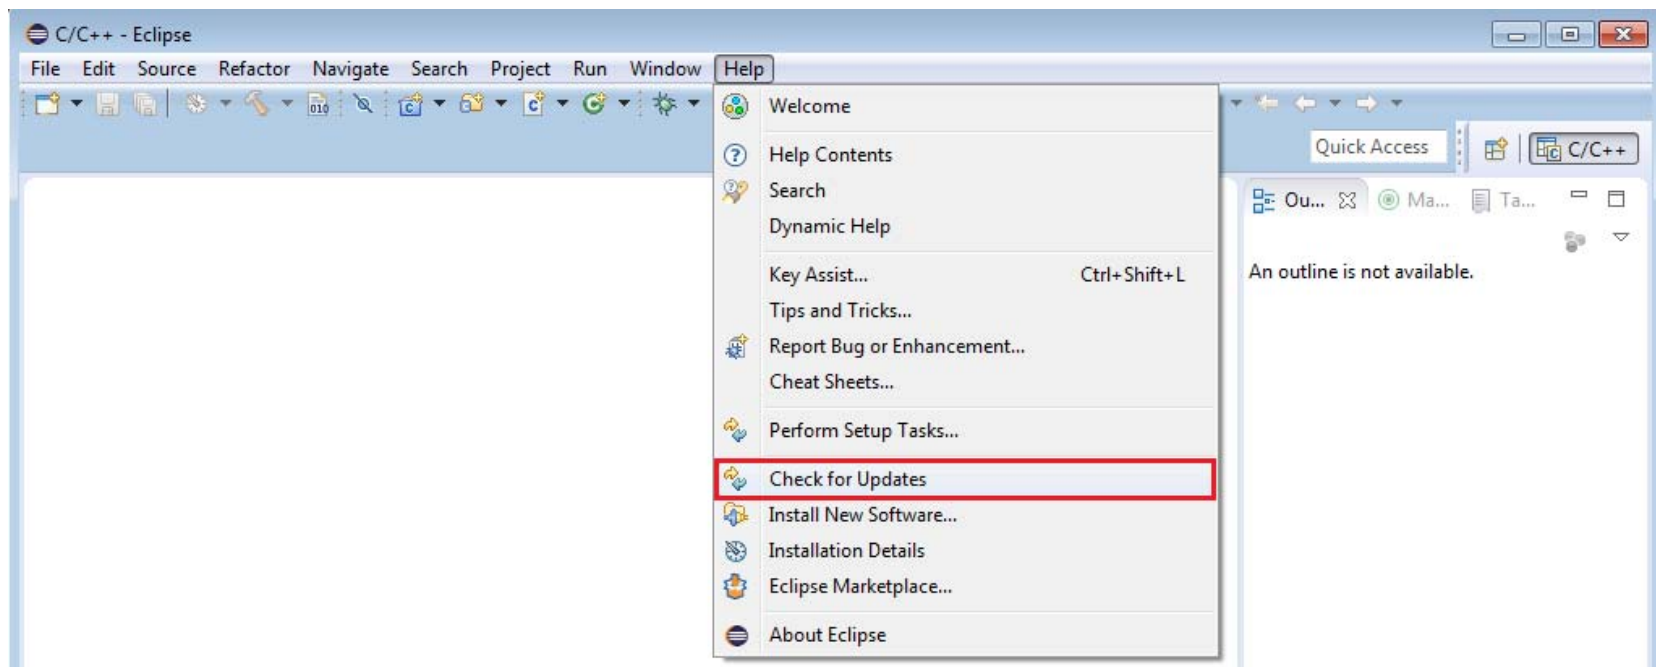 C/C++ - Eclipse
File Edit Source Refactor Navigate Search Project Run Window Help
010
Welcome
Quick Access
C/C++
Help Contents
Search
Ou... Ma... Ta...
Dynamic Help
Key Assist... Ctrl+Shift+L
An outline is not available.
Tips and Tricks...
Report Bug or Enhancement...
Cheat Sheets...
Perform Setup Tasks...
Check for Updates
Install New Software...
Installation Details
Eclipse Marketplace...
About Eclipse